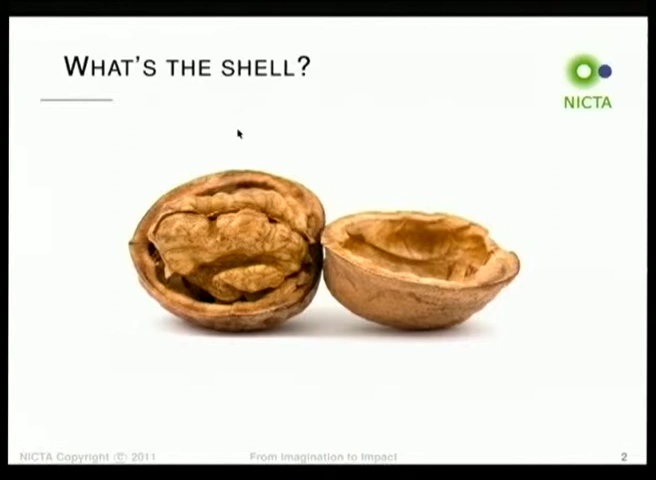 WHAT'S THE SHELL?
NICTA
NICTA Copyright © 2011
From Imagination to Impact
2